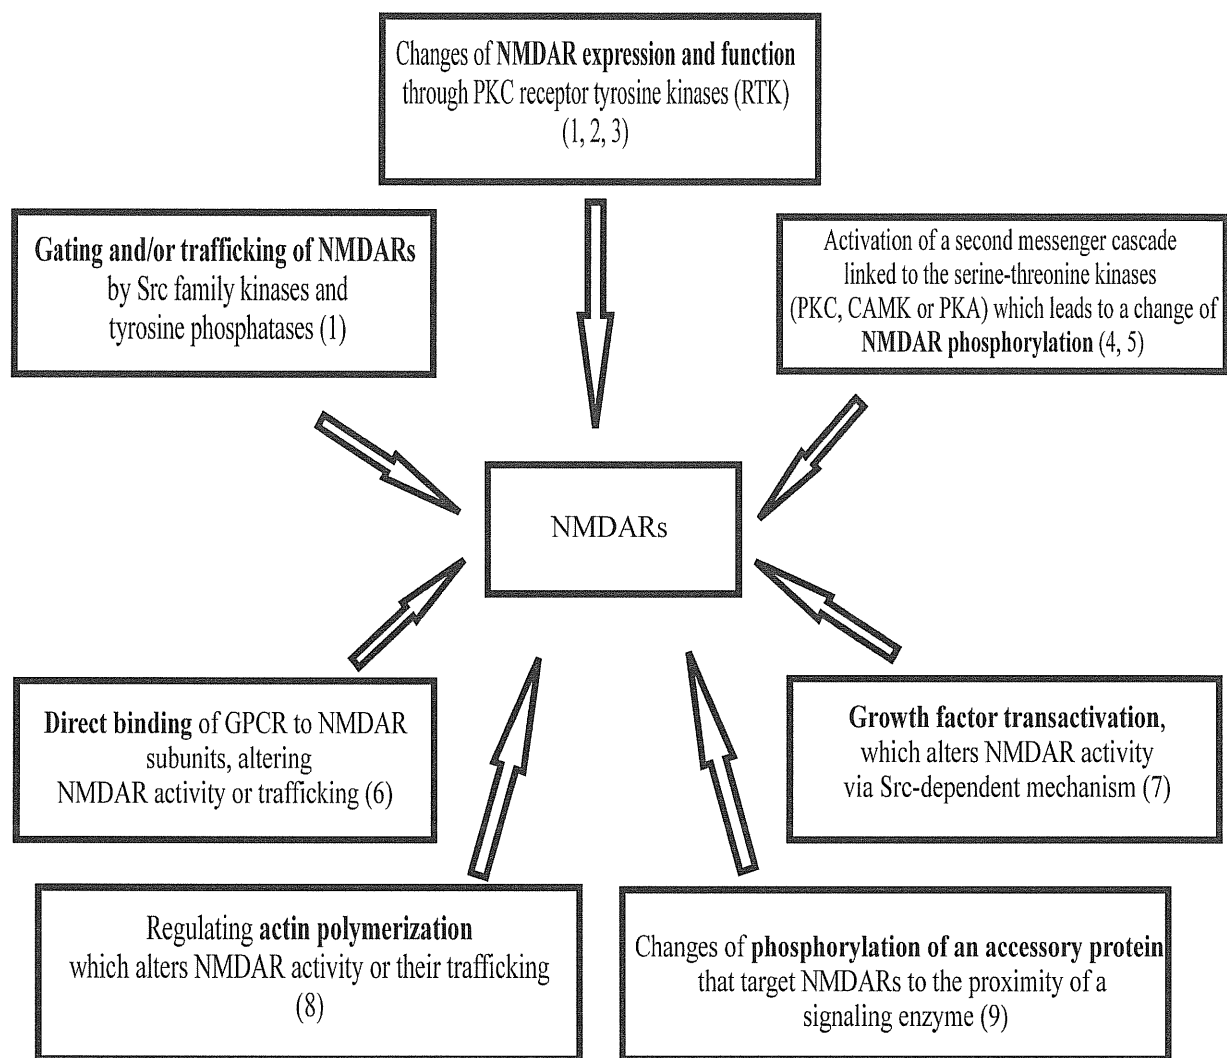 Changes of NMDAR expression and function
through PKC receptor tyrosine kinases (RTK)
(1, 2, 3)
Gating and/or trafficking of NMDARs
by Src family kinases and
tyrosine phosphatases (1)
Activation of a second messenger cascade
linked to the serine-threonine kinases
(PKC, CAMK or PKA) which leads to a change of
NMDAR phosphorylation (4, 5)
NMDARs
Direct binding of GPCR to NMDAR
subunits, altering
NMDAR activity or trafficking (6)
Growth factor transactivation,
which alters NMDAR activity
via Src-dependent mechanism (7)
Regulating actin polymerization
which alters NMDAR activity or their trafficking
(8)
Changes of phosphorylation of an accessory protein
that target NMDARs to the proximity of a
signaling enzyme (9)